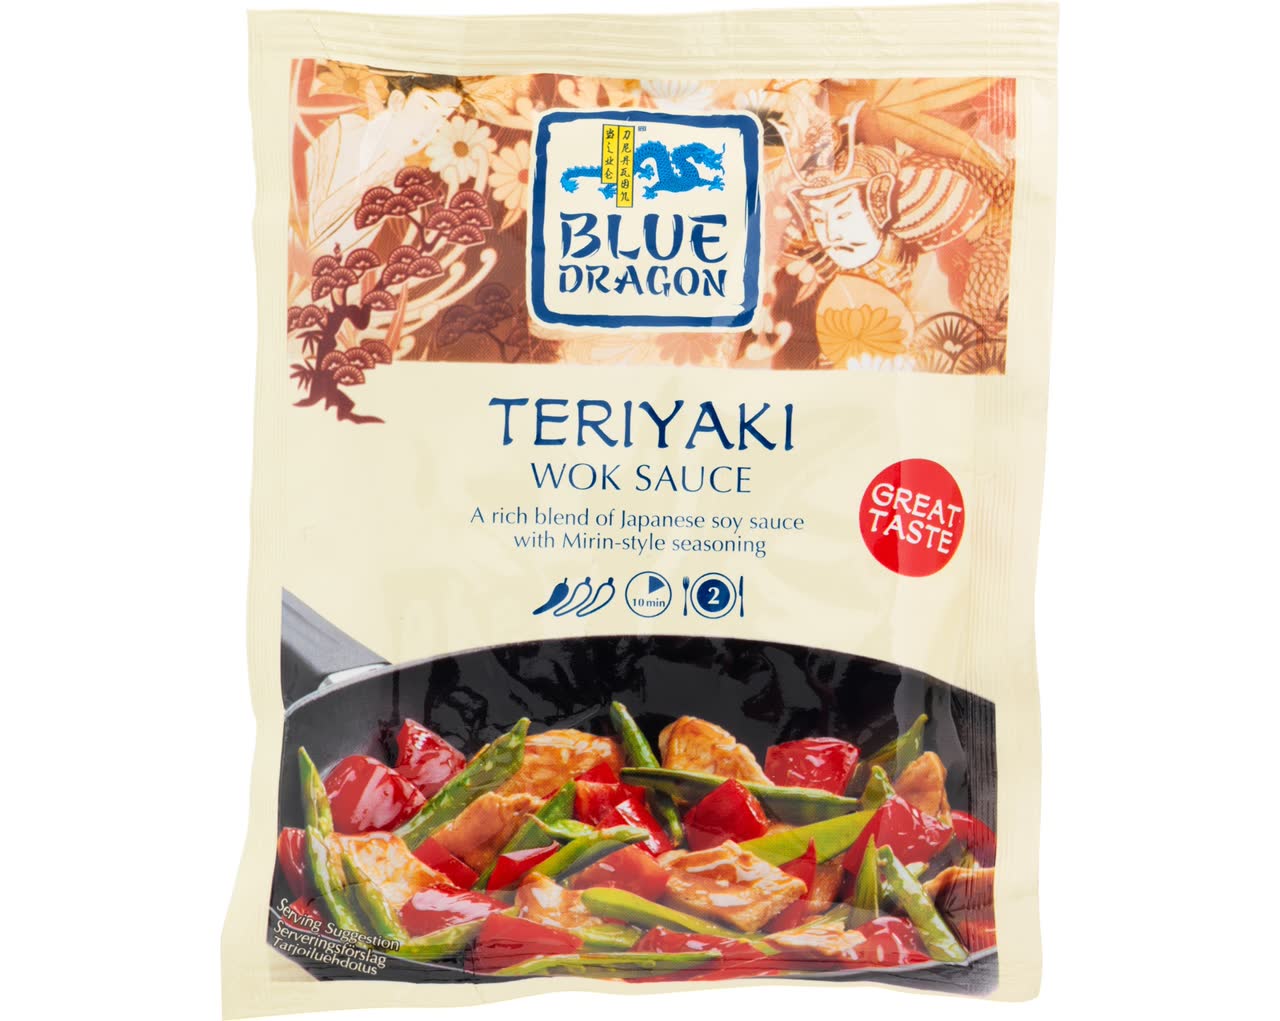 BLUE
DRAGON
TERIYAKI
WOK SAUCE
A rich blend of Japanese soy sauce
with Mirin-style seasoning
GREAT
TASTE
10 min
2
Serving Suggestion
Serveringsförslag
Tarjoiluehdotus